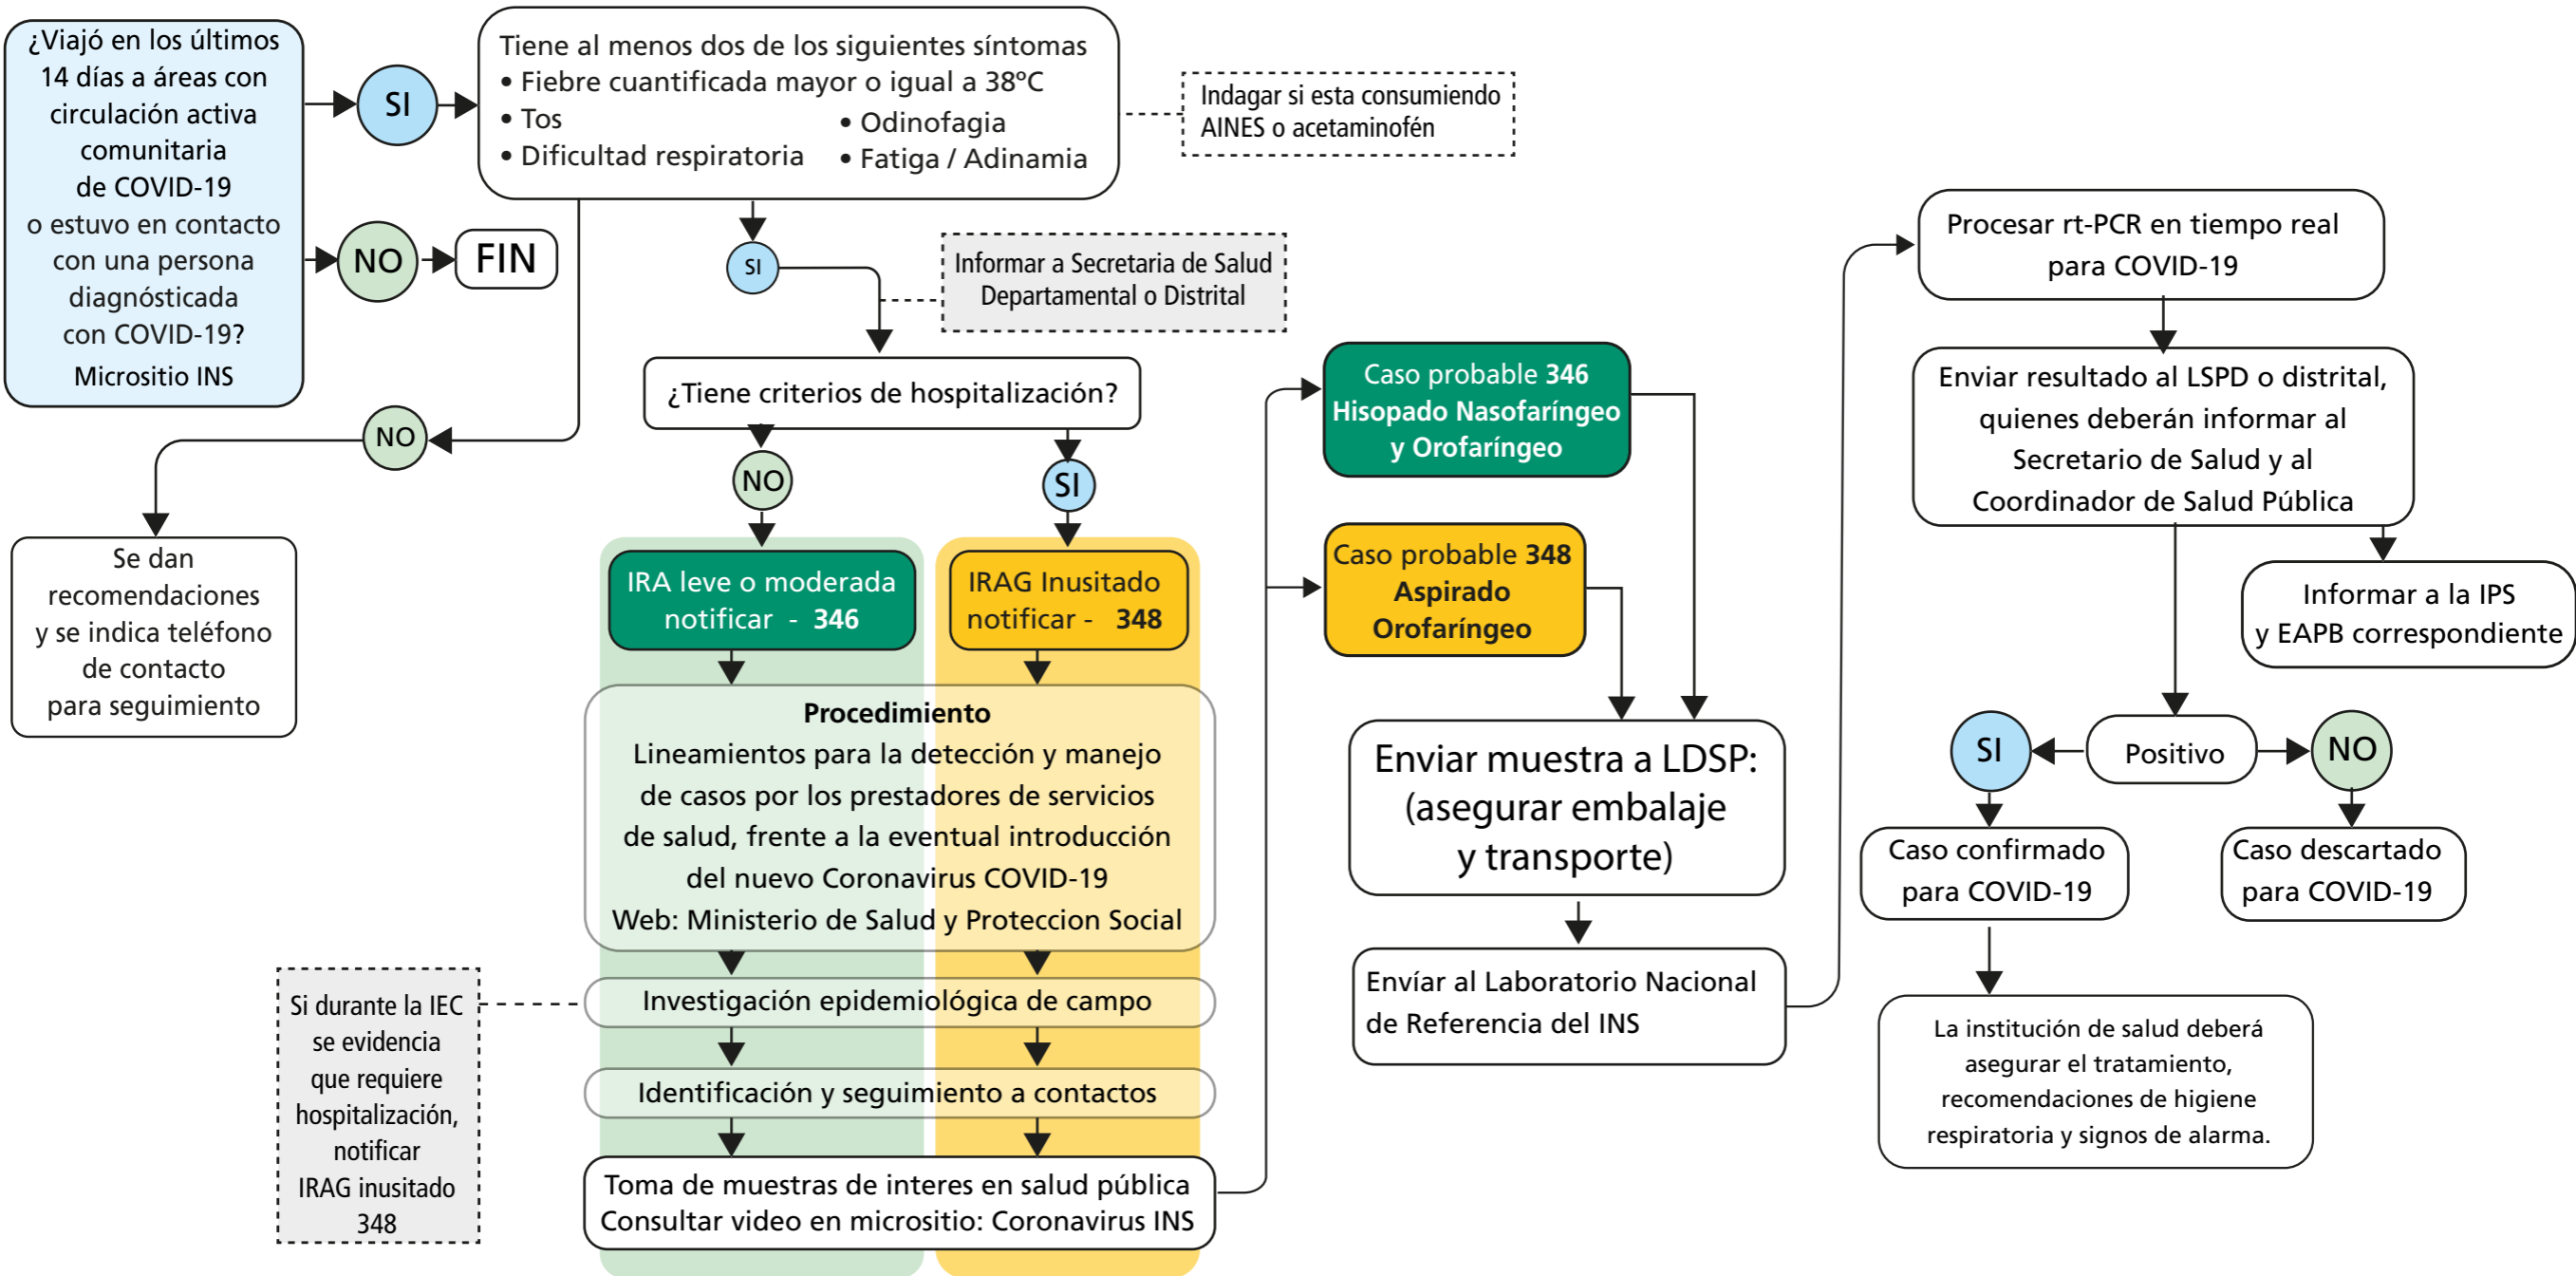 ¿Viajó en los últimos
14 días a áreas con
circulación activa
comunitaria
de COVID-19
o estuvo en contacto
con una persona
diagnósticada
con COVID-19?
Micrositio INS
SI
NO
FIN
Tiene al menos dos de los siguientes síntomas
• Fiebre cuantificada mayor o igual a 38ºC
• Tos
• Odinofagia
• Dificultad respiratoria
• Fatiga / Adinamia
Indagar si esta consumiendo
AINES o acetaminofén
SI
Informar a Secretaria de Salud
Departamental o Distrital
NO
Se dan
recomendaciones
y se indica teléfono
de contacto
para seguimiento
¿Tiene criterios de hospitalización?
NO
SI
IRA leve o moderada
notificar - 346
IRAG Inusitado
notificar - 348
Procedimiento
Lineamientos para la detección y manejo
de casos por los prestadores de servicios
de salud, frente a la eventual introducción
del nuevo Coronavirus COVID-19
Web: Ministerio de Salud y Proteccion Social
Investigación epidemiológica de campo
Si durante la IEC
se evidencia
que requiere
hospitalización,
notificar
IRAG inusitado
348
Identificación y seguimiento a contactos
Toma de muestras de interes en salud pública
Consultar video en micrositio: Coronavirus INS
Caso probable 346
Hisopado Nasofaríngeo
y Orofaríngeo
Caso probable 348
Aspirado
Orofaríngeo
Enviar muestra a LDSP:
(asegurar embalaje
y transporte)
Envíar al Laboratorio Nacional
de Referencia del INS
Procesar rt-PCR en tiempo real
para COVID-19
Enviar resultado al LSPD o distrital,
quienes deberán informar al
Secretario de Salud y al
Coordinador de Salud Pública
Informar a la IPS
y EAPB correspondiente
SI
Positivo
NO
Caso confirmado
para COVID-19
Caso descartado
para COVID-19
La institución de salud deberá
asegurar el tratamiento,
recomendaciones de higiene
respiratoria y signos de alarma.